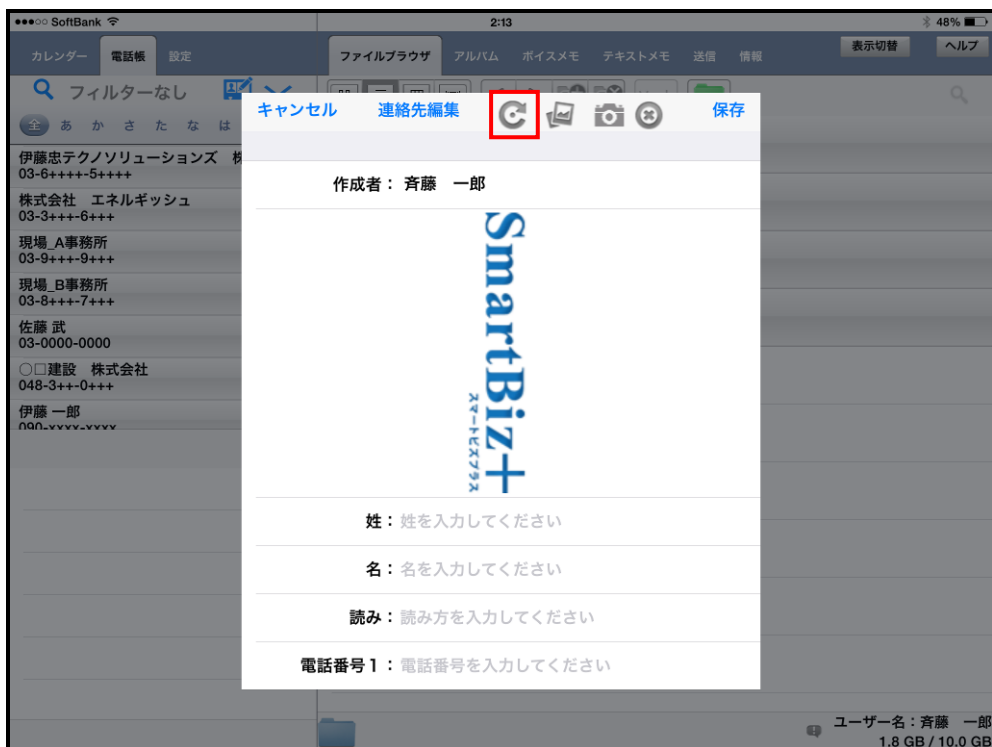 SoftBank
2:13
48%
カレンダー
電話帳
設定
ファイルブラウザ
アルバム
ボイスメモ
テキストメモ
送信
情報
表示切替
ヘルプ
フィルターなし
全 あ か さ た な は
伊藤忠テクノソリューションズ 株
03-6++++-5++++
株式会社 エネルギッシュ
03-3+++-6+++
現場_A事務所
03-9+++-9+++
現場_B事務所
03-8+++-7+++
佐藤 武
03-0000-0000
○□建設 株式会社
048-3++-0+++
伊藤 一郎
090-xxxx-xxxx
キャンセル
連絡先編集
保存
作成者： 斉藤 一郎
SmartBiz+
スマートビズプラス
姓：姓を入力してください
名：名を入力してください
読み：読み方を入力してください
電話番号１：電話番号を入力してください
ユーザー名：斉藤 一郎
1.8 GB / 10.0 GB